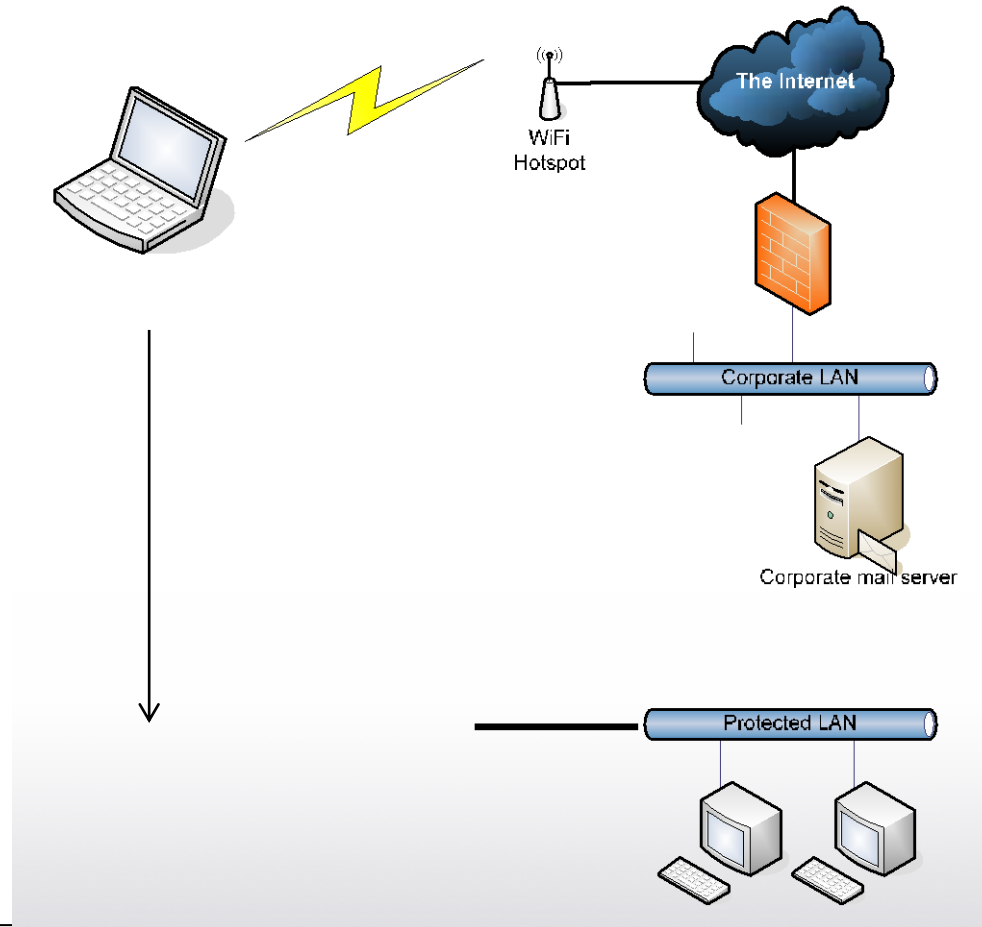 The Internet
WiFi
Hotspot
Corporate LAN
Corporate mail server
Protected LAN